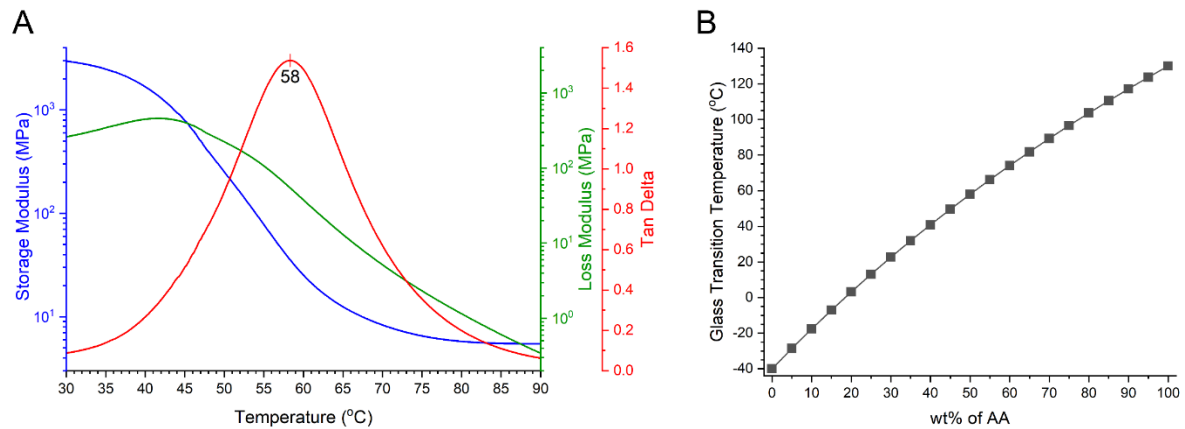 A
Storage Modulus (MPa)
10³
10²
10¹
58
10³
10²
10¹
10⁰
Loss Modulus (MPa)
Tan Delta
1.6
1.4
1.2
1.0
0.8
0.6
0.4
0.2
0.0
30 35 40 45 50 55 60 65 70 75 80 85 90
Temperature (°C)
B
Glass Transition Temperature (°C)
140
120
100
80
60
40
20
0
-20
-40
0 10 20 30 40 50 60 70 80 90 100
wt% of AA